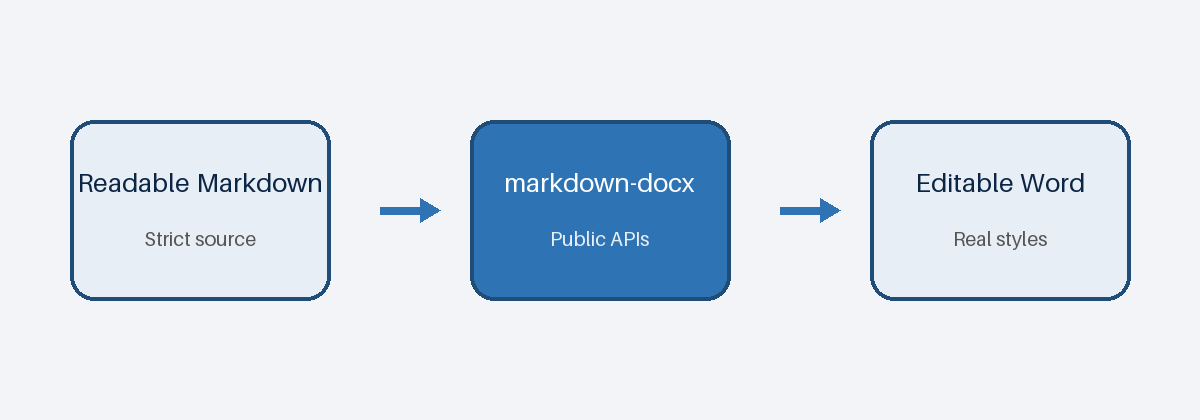 Readable Markdown
Strict source
markdown-docx
Public APIs
Editable Word
Real styles